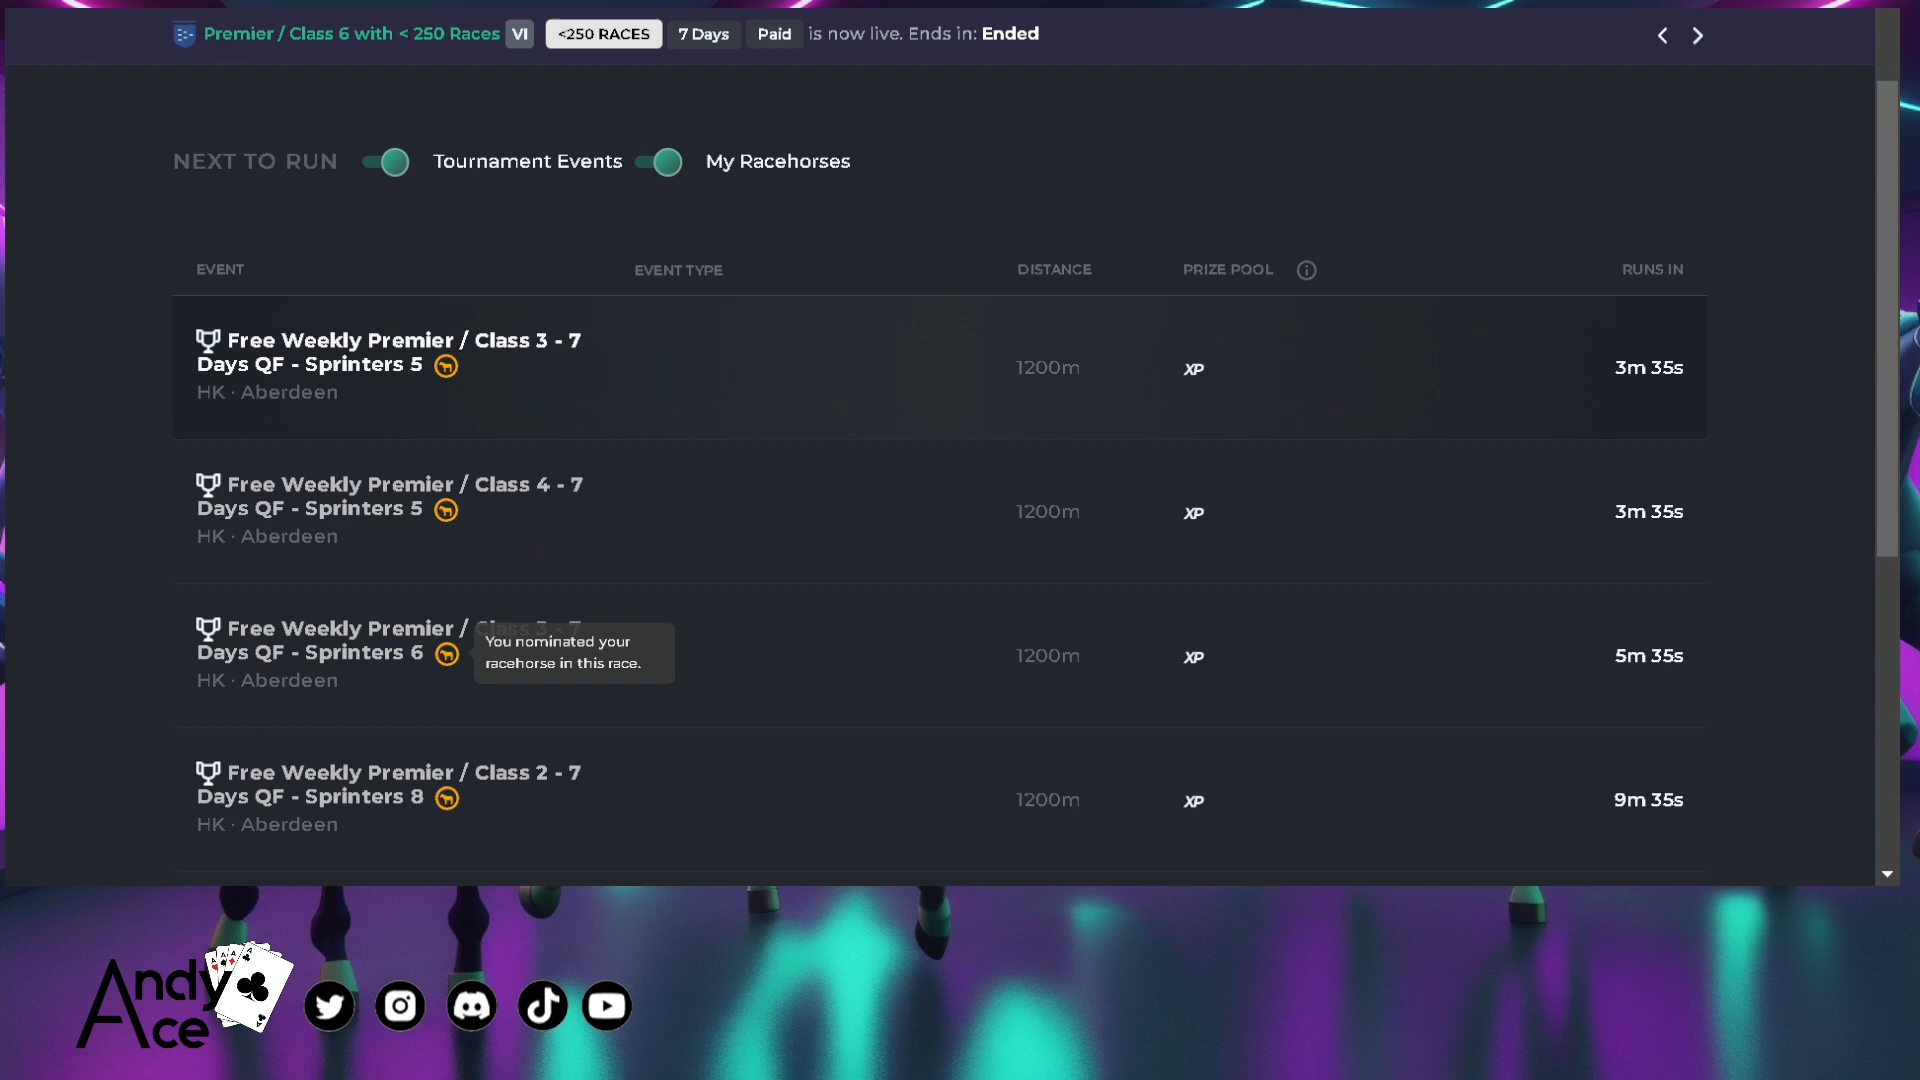 Premier / Class 6 with < 250 Races VI <250 RACES 7 Days Paid is now live. Ends in: Ended
NEXT TO RUN Tournament Events My Racehorses
EVENT EVENT TYPE DISTANCE PRIZE POOL RUNS IN
Free Weekly Premier / Class 3 - 7
Days QF - Sprinters 5
HK · Aberdeen
1200m XP 3m 35s
Free Weekly Premier / Class 4 - 7
Days QF - Sprinters 5
HK · Aberdeen
1200m XP 3m 35s
Free Weekly Premier / Class 3 - 7
Days QF - Sprinters 6
HK · Aberdeen
You nominated your
racehorse in this race.
1200m XP 5m 35s
Free Weekly Premier / Class 2 - 7
Days QF - Sprinters 8
HK · Aberdeen
1200m XP 9m 35s
Andy
Ace